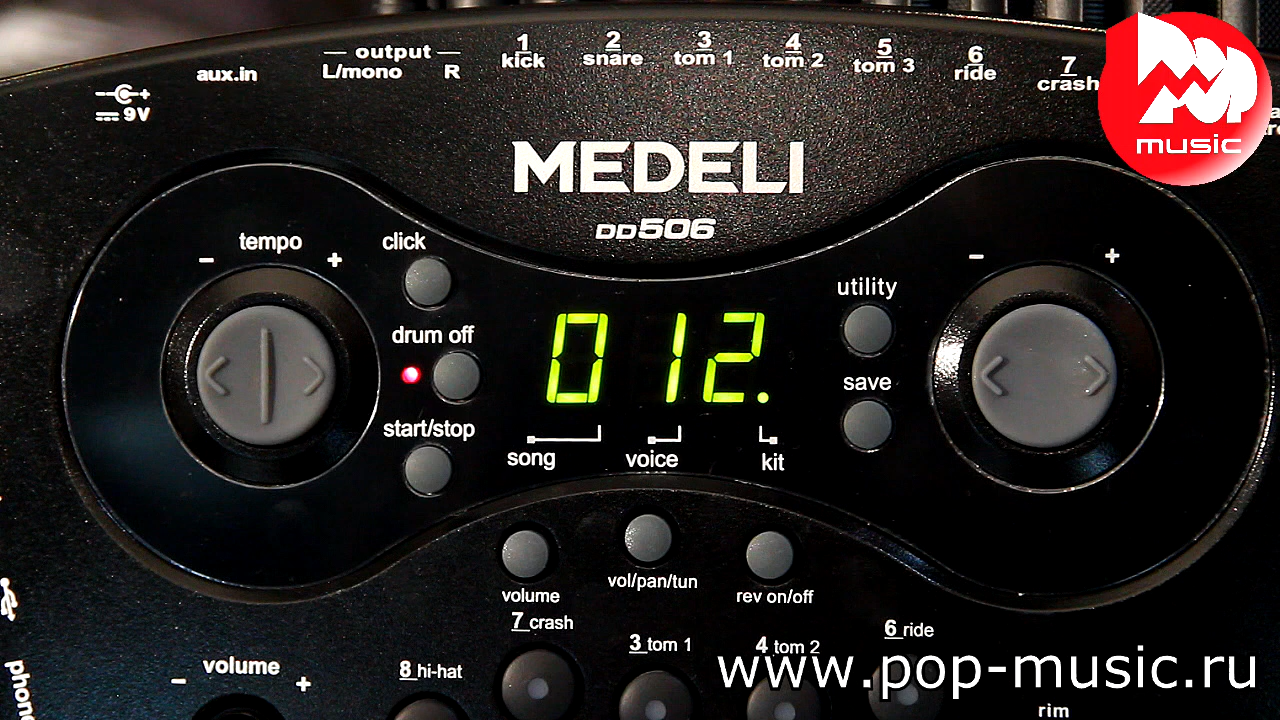 output
L/mono R
aux.in
9V
1 kick
2 snare
3 tom 1
4 tom 2
5 tom 3
6 ride
7 crash
POP
music
MEDELI
DD506
tempo
- +
click
drum off
start/stop
012.
song voice kit
utility
save
- +
volume
vol/pan/tun
rev on/off
7 crash
3 tom 1
4 tom 2
6 ride
8 hi-hat
volume
- +
rim
phone
www.pop-music.ru